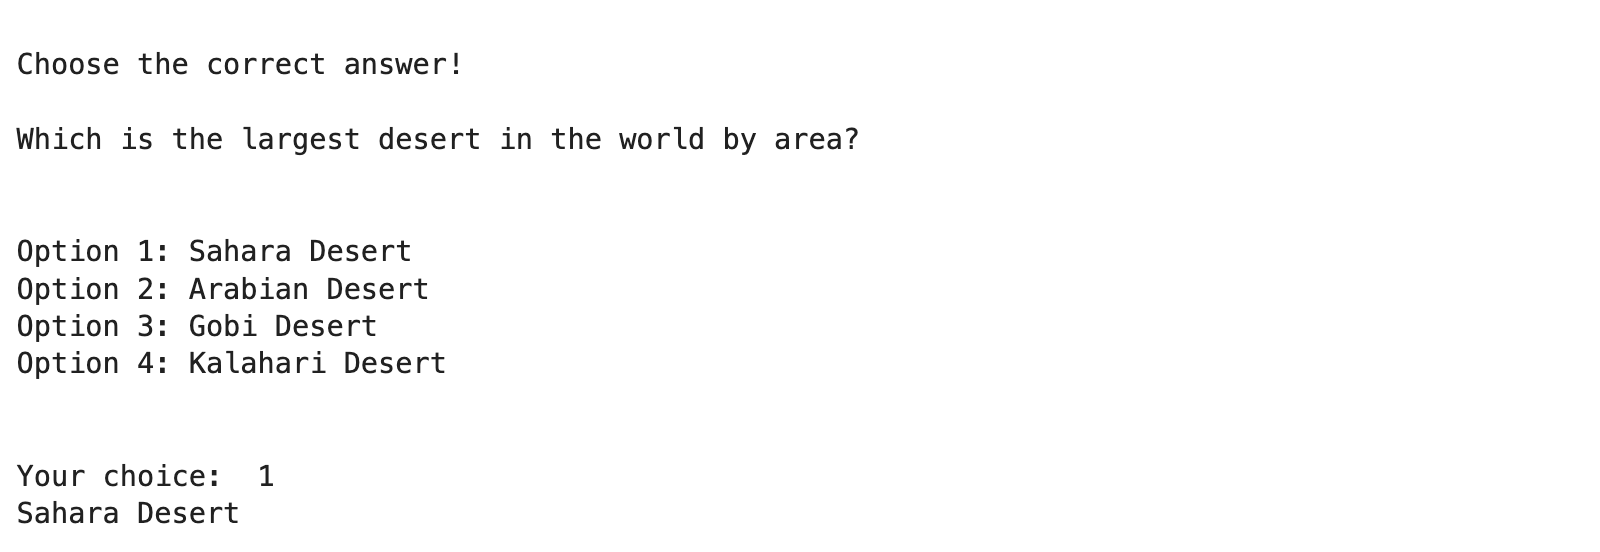 Choose the correct answer!
Which is the largest desert in the world by area?
Option 1: Sahara Desert
Option 2: Arabian Desert
Option 3: Gobi Desert
Option 4: Kalahari Desert
Your choice:  1
Sahara Desert